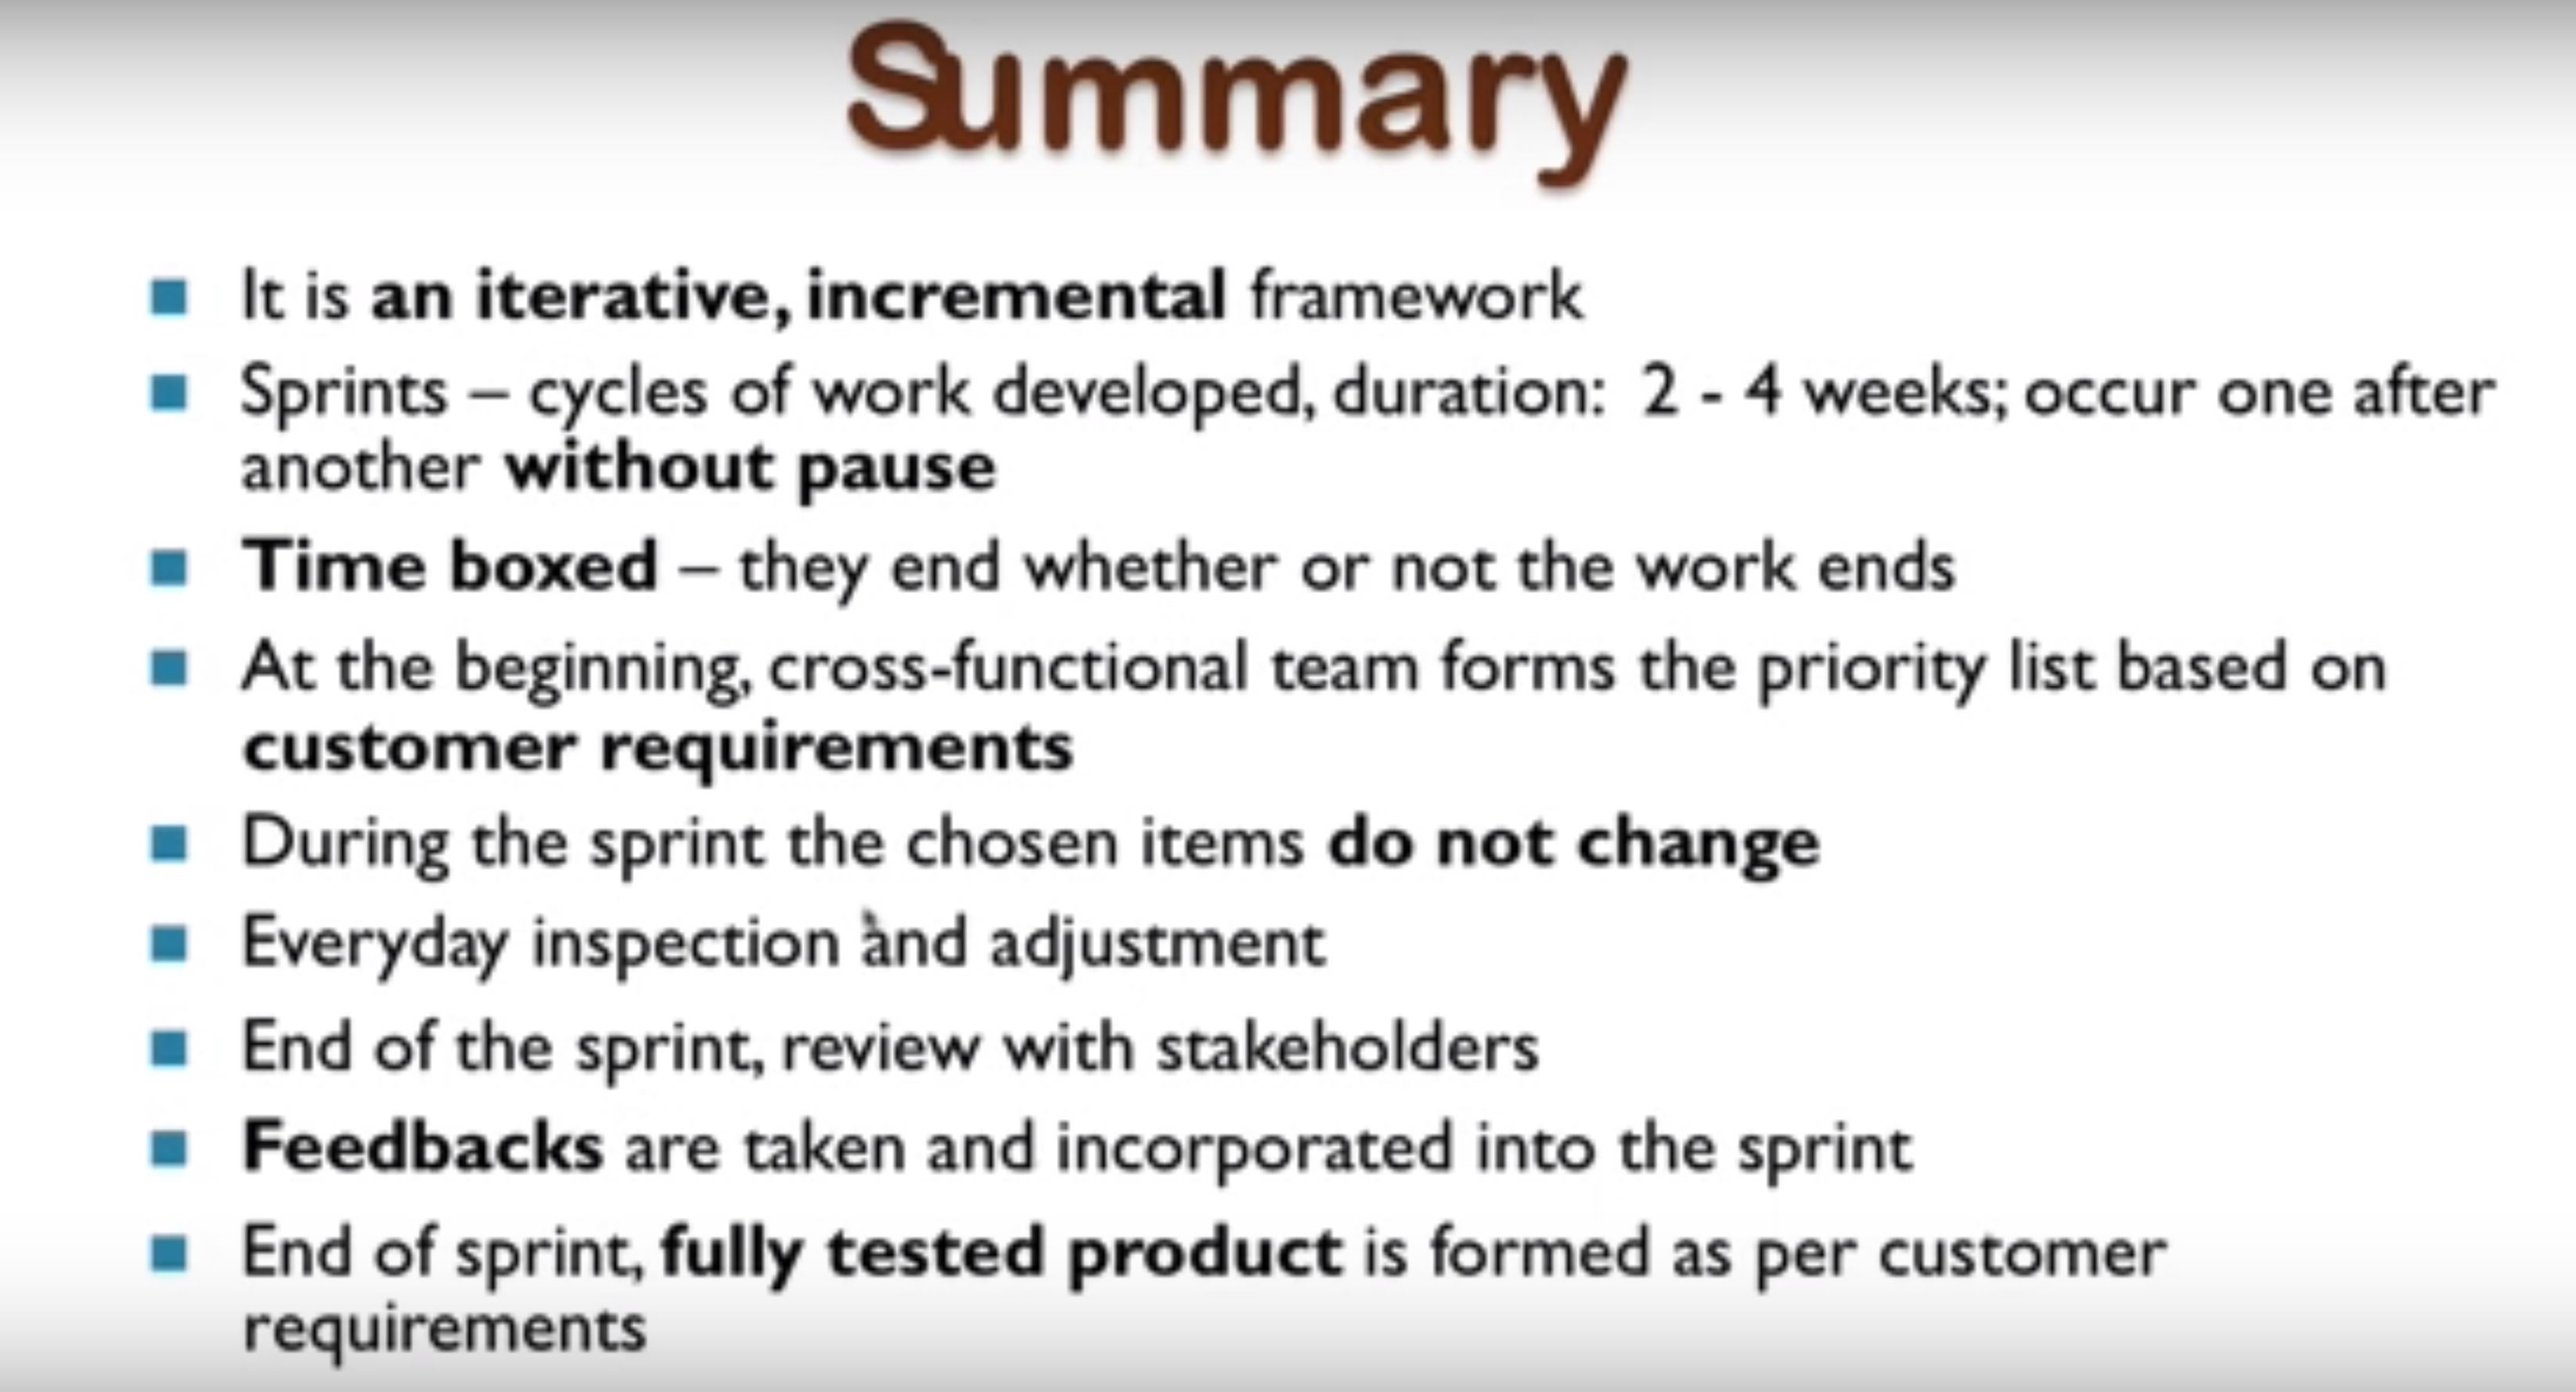 Summary
It is an iterative, incremental framework
Sprints – cycles of work developed, duration: 2 - 4 weeks; occur one after
another without pause
Time boxed – they end whether or not the work ends
At the beginning, cross-functional team forms the priority list based on
customer requirements
During the sprint the chosen items do not change
Everyday inspection and adjustment
End of the sprint, review with stakeholders
Feedbacks are taken and incorporated into the sprint
End of sprint, fully tested product is formed as per customer
requirements